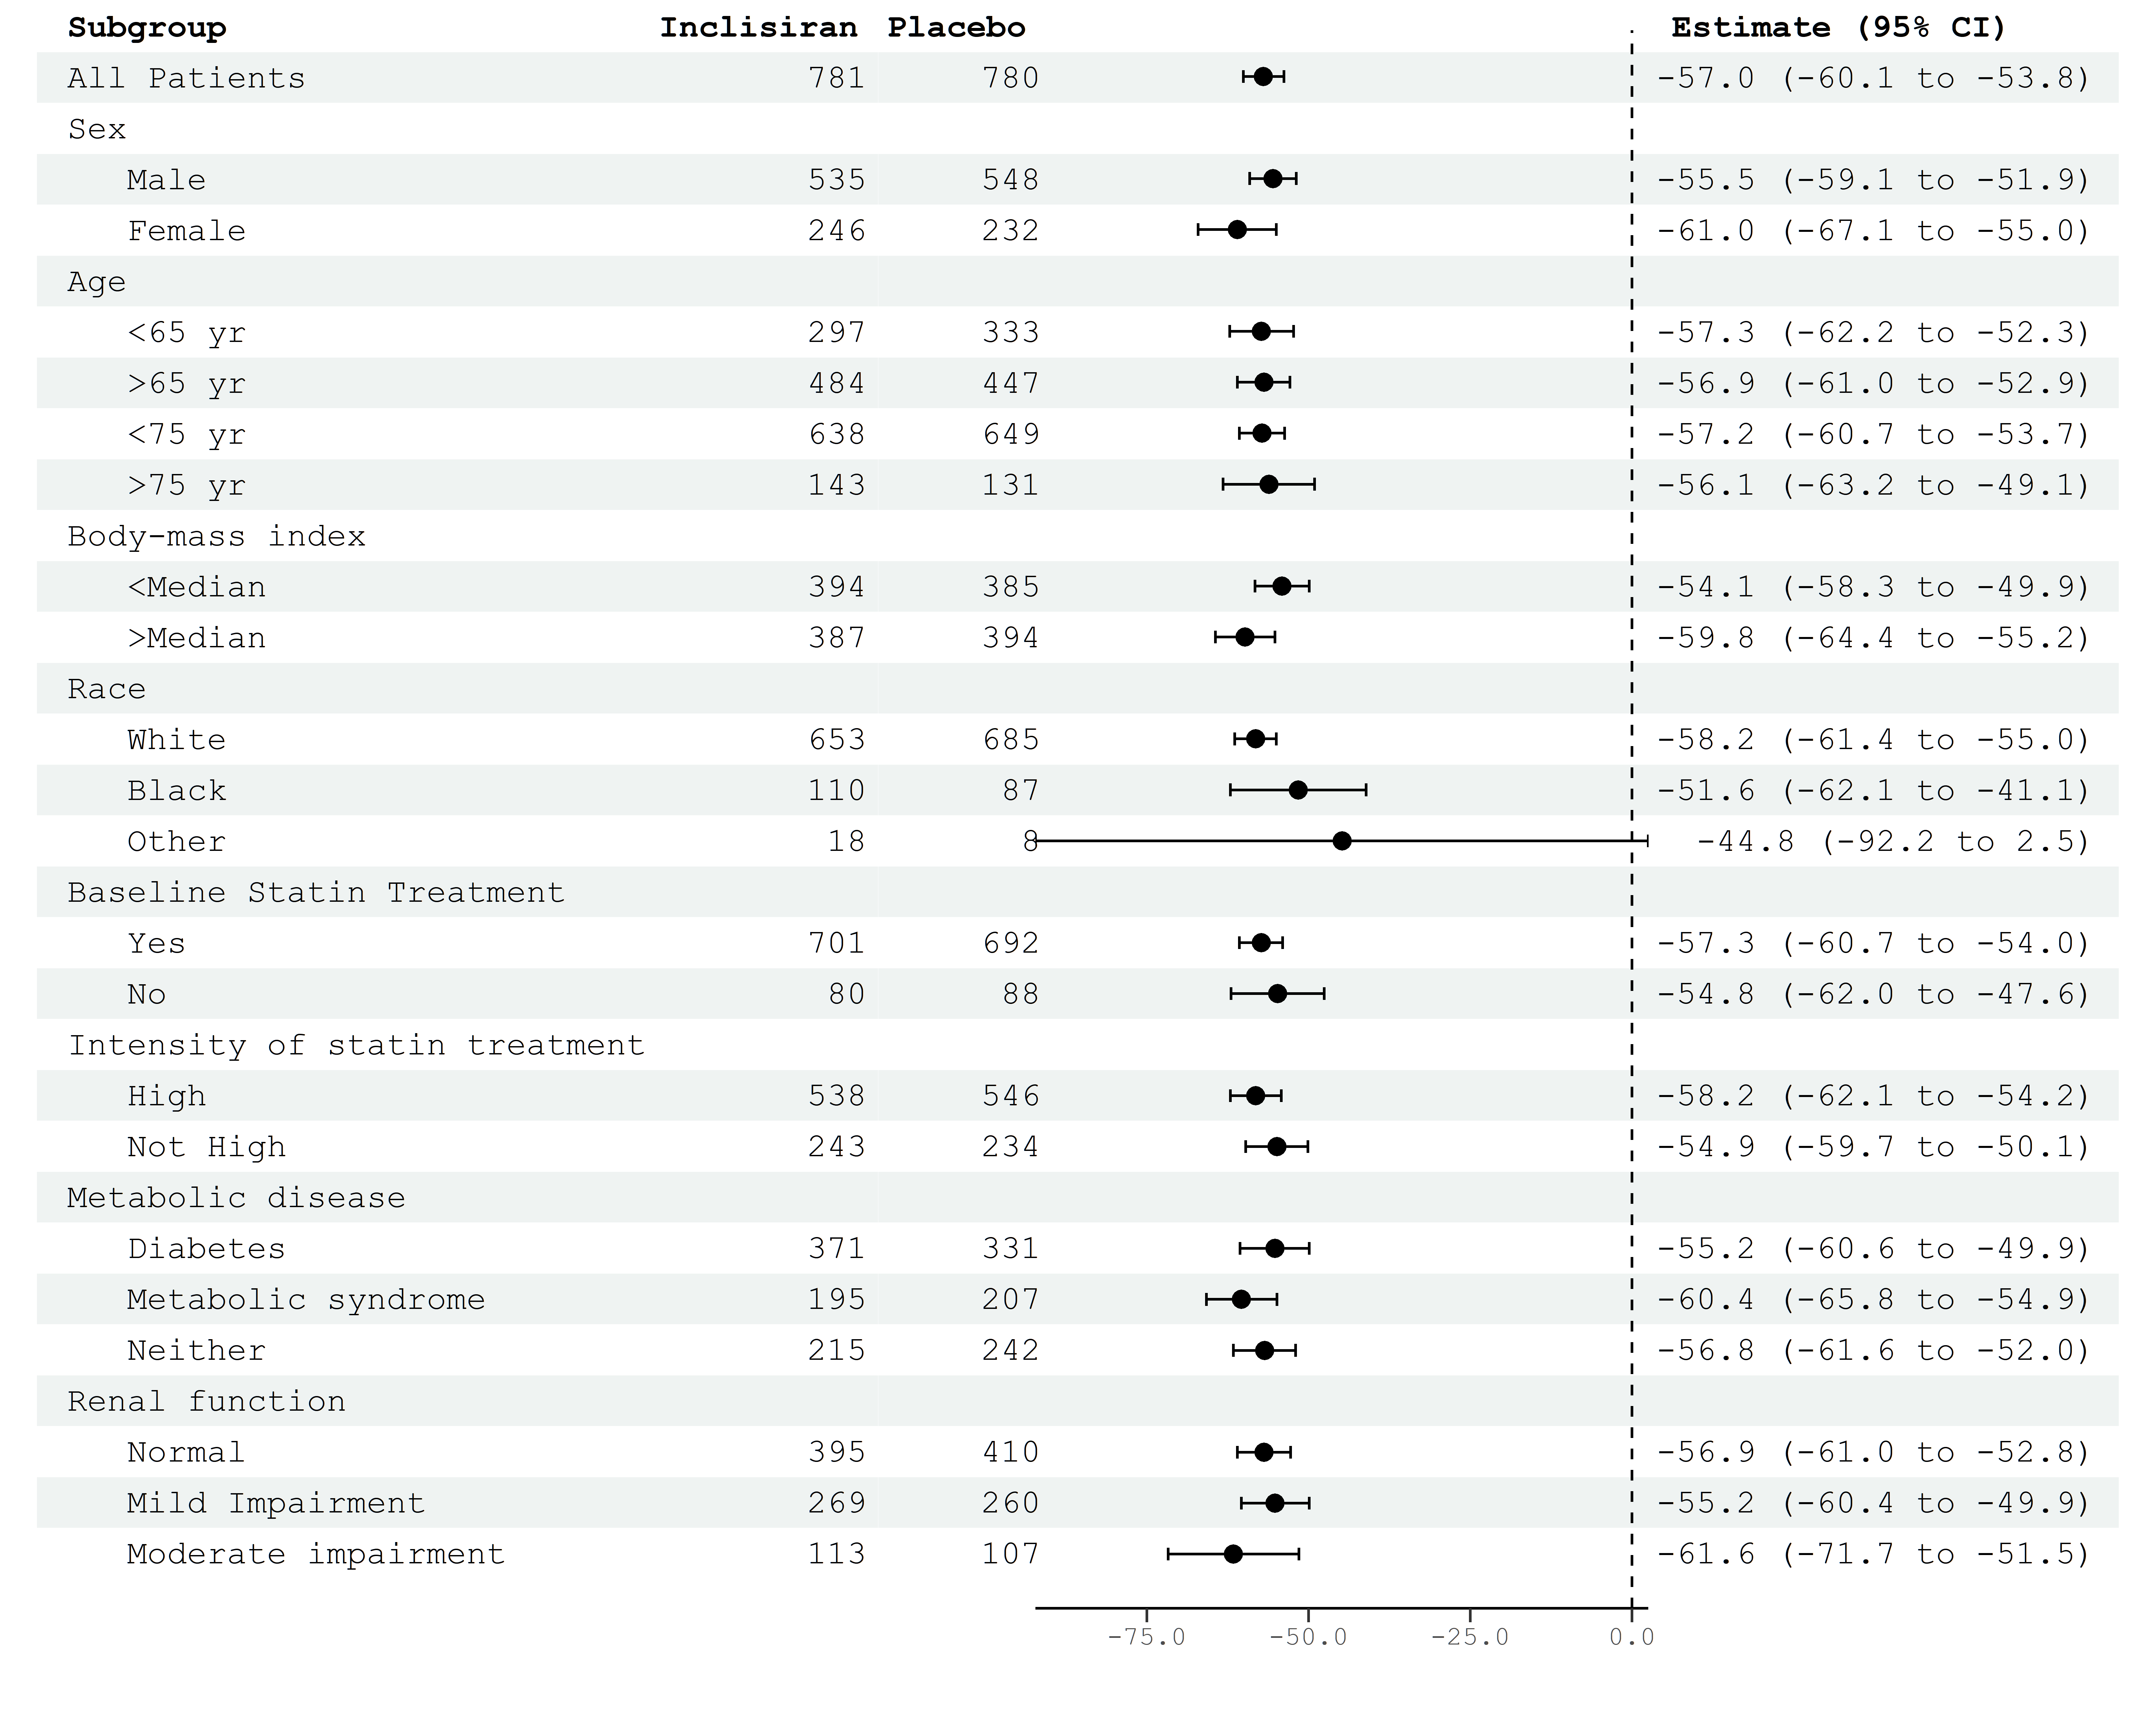 Subgroup Inclisiran Placebo Estimate (95% CI)
All Patients 781 780 -57.0 (-60.1 to -53.8)
Sex
Male 535 548 -55.5 (-59.1 to -51.9)
Female 246 232 -61.0 (-67.1 to -55.0)
Age
<65 yr 297 333 -57.3 (-62.2 to -52.3)
>65 yr 484 447 -56.9 (-61.0 to -52.9)
<75 yr 638 649 -57.2 (-60.7 to -53.7)
>75 yr 143 131 -56.1 (-63.2 to -49.1)
Body-mass index
<Median 394 385 -54.1 (-58.3 to -49.9)
>Median 387 394 -59.8 (-64.4 to -55.2)
Race
White 653 685 -58.2 (-61.4 to -55.0)
Black 110 87 -51.6 (-62.1 to -41.1)
Other 18 8 -44.8 (-92.2 to 2.5)
Baseline Statin Treatment
Yes 701 692 -57.3 (-60.7 to -54.0)
No 80 88 -54.8 (-62.0 to -47.6)
Intensity of statin treatment
High 538 546 -58.2 (-62.1 to -54.2)
Not High 243 234 -54.9 (-59.7 to -50.1)
Metabolic disease
Diabetes 371 331 -55.2 (-60.6 to -49.9)
Metabolic syndrome 195 207 -60.4 (-65.8 to -54.9)
Neither 215 242 -56.8 (-61.6 to -52.0)
Renal function
Normal 395 410 -56.9 (-61.0 to -52.8)
Mild Impairment 269 260 -55.2 (-60.4 to -49.9)
Moderate impairment 113 107 -61.6 (-71.7 to -51.5)
-75.0 -50.0 -25.0 0.0